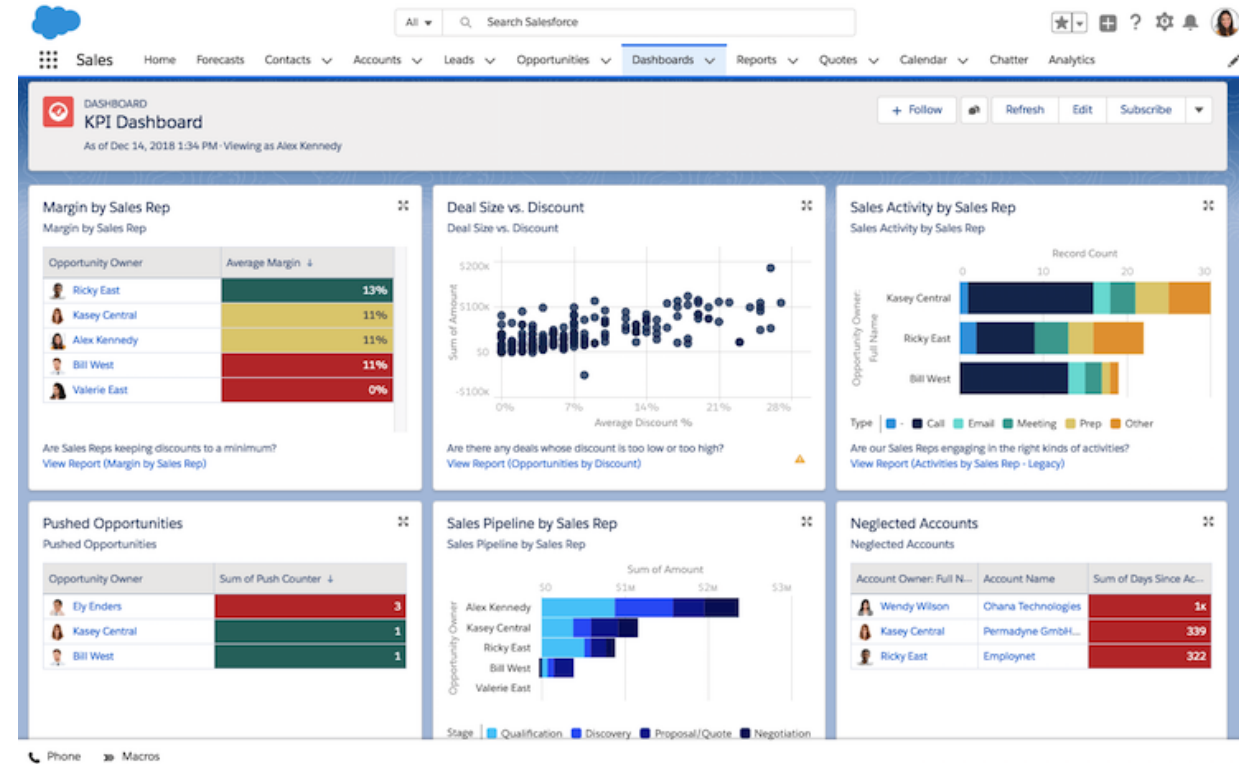 All
Search Salesforce
Sales Home Forecasts Contacts Accounts Leads Opportunities Dashboards Reports Quotes Calendar Chatter Analytics
DASHBOARD
KPI Dashboard
As of Dec 14, 2018 1:34 PM·Viewing as Alex Kennedy
+ Follow
Refresh
Edit
Subscribe
Margin by Sales Rep
Margin by Sales Rep
Opportunity Owner Average Margin ↓
Ricky East 13%
Kasey Central 11%
Alex Kennedy 11%
Bill West 11%
Valerie East 0%
Are Sales Reps keeping discounts to a minimum?
View Report (Margin by Sales Rep)
Deal Size vs. Discount
Deal Size vs. Discount
Sum of Amount
$200K
$100K
$0
-$100K
0% 7% 14% 21% 28%
Average Discount %
Are there any deals whose discount is too low or too high?
View Report (Opportunities by Discount)
Sales Activity by Sales Rep
Sales Activity by Sales Rep
Record Count
0 10 20 30
Opportunity Owner:
Full Name
Kasey Central
Ricky East
Bill West
Type - Call Email Meeting Prep Other
Are our Sales Reps engaging in the right kinds of activities?
View Report (Activities by Sales Rep - Legacy)
Pushed Opportunities
Pushed Opportunities
Opportunity Owner Sum of Push Counter ↓
Ely Enders 3
Kasey Central 1
Bill West 1
Sales Pipeline by Sales Rep
Sales Pipeline by Sales Rep
Sum of Amount
$0 $1M $2M $3M
Opportunity Owner
Alex Kennedy
Kasey Central
Ricky East
Bill West
Valerie East
Stage Qualification Discovery Proposal/Quote Negotiation
Neglected Accounts
Neglected Accounts
Account Owner: Full N... Account Name Sum of Days Since Ac...
Wendy Wilson Ohana Technologies 1K
Kasey Central Permadyne GmbH... 339
Ricky East Employnet 322
Phone Macros